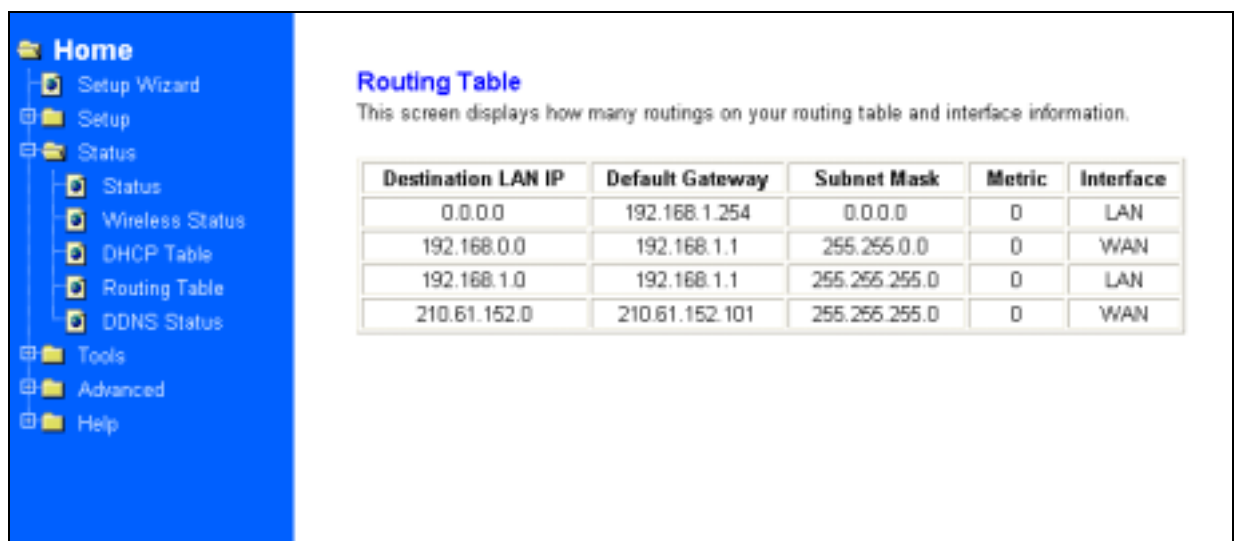 Home
Setup Wizard
Setup
Status
Status
Wireless Status
DHCP Table
Routing Table
DDNS Status
Tools
Advanced
Help
Routing Table
This screen displays how many routings on your routing table and interface information.
Destination LAN IP Default Gateway Subnet Mask Metric Interface
0.0.0.0 192.168.1.254 0.0.0.0 0 LAN
192.168.0.0 192.168.1.1 255.255.0.0 0 WAN
192.168.1.0 192.168.1.1 255.255.255.0 0 LAN
210.61.152.0 210.61.152.101 255.255.255.0 0 WAN